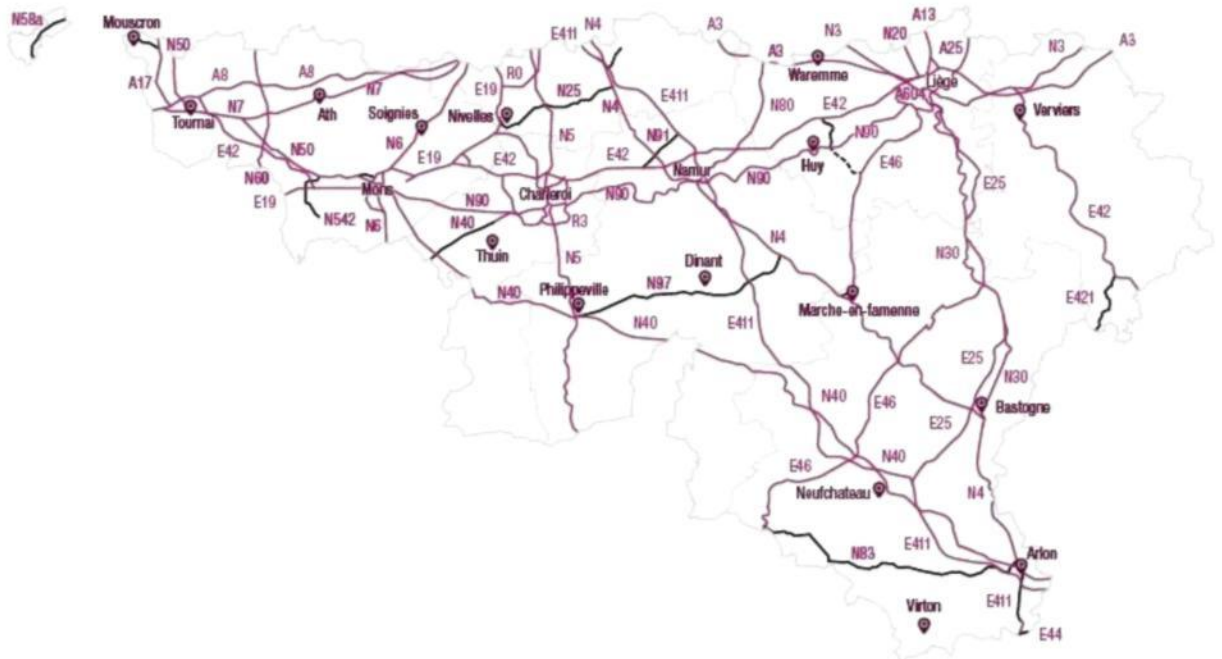 N58a
Mouscron
N50
E411
N4
A3
N3
N20
A13
A25
N3
A3
A3
Waremme
Liège
A604
A17
A8
A8
N7
N7
E19
R0
N25
N4
E411
N80
E42
Tournai
Ath
Soignies
Nivelles
Verviers
N5
N91
N90
Huy
E42
N50
N6
E19
E42
E42
Namur
N90
E46
E25
N60
E19
Mons
Charleroi
N90
N90
N542
N6
N40
R3
E42
Thuin
N5
N4
N30
Dinant
N97
Philippeville
N40
Marche-en-famenne
E421
N40
E411
E25
N30
N40
E46
Bastogne
E25
E46
N40
Neufchateau
N4
E411
N83
Arlon
E411
Virton
E44